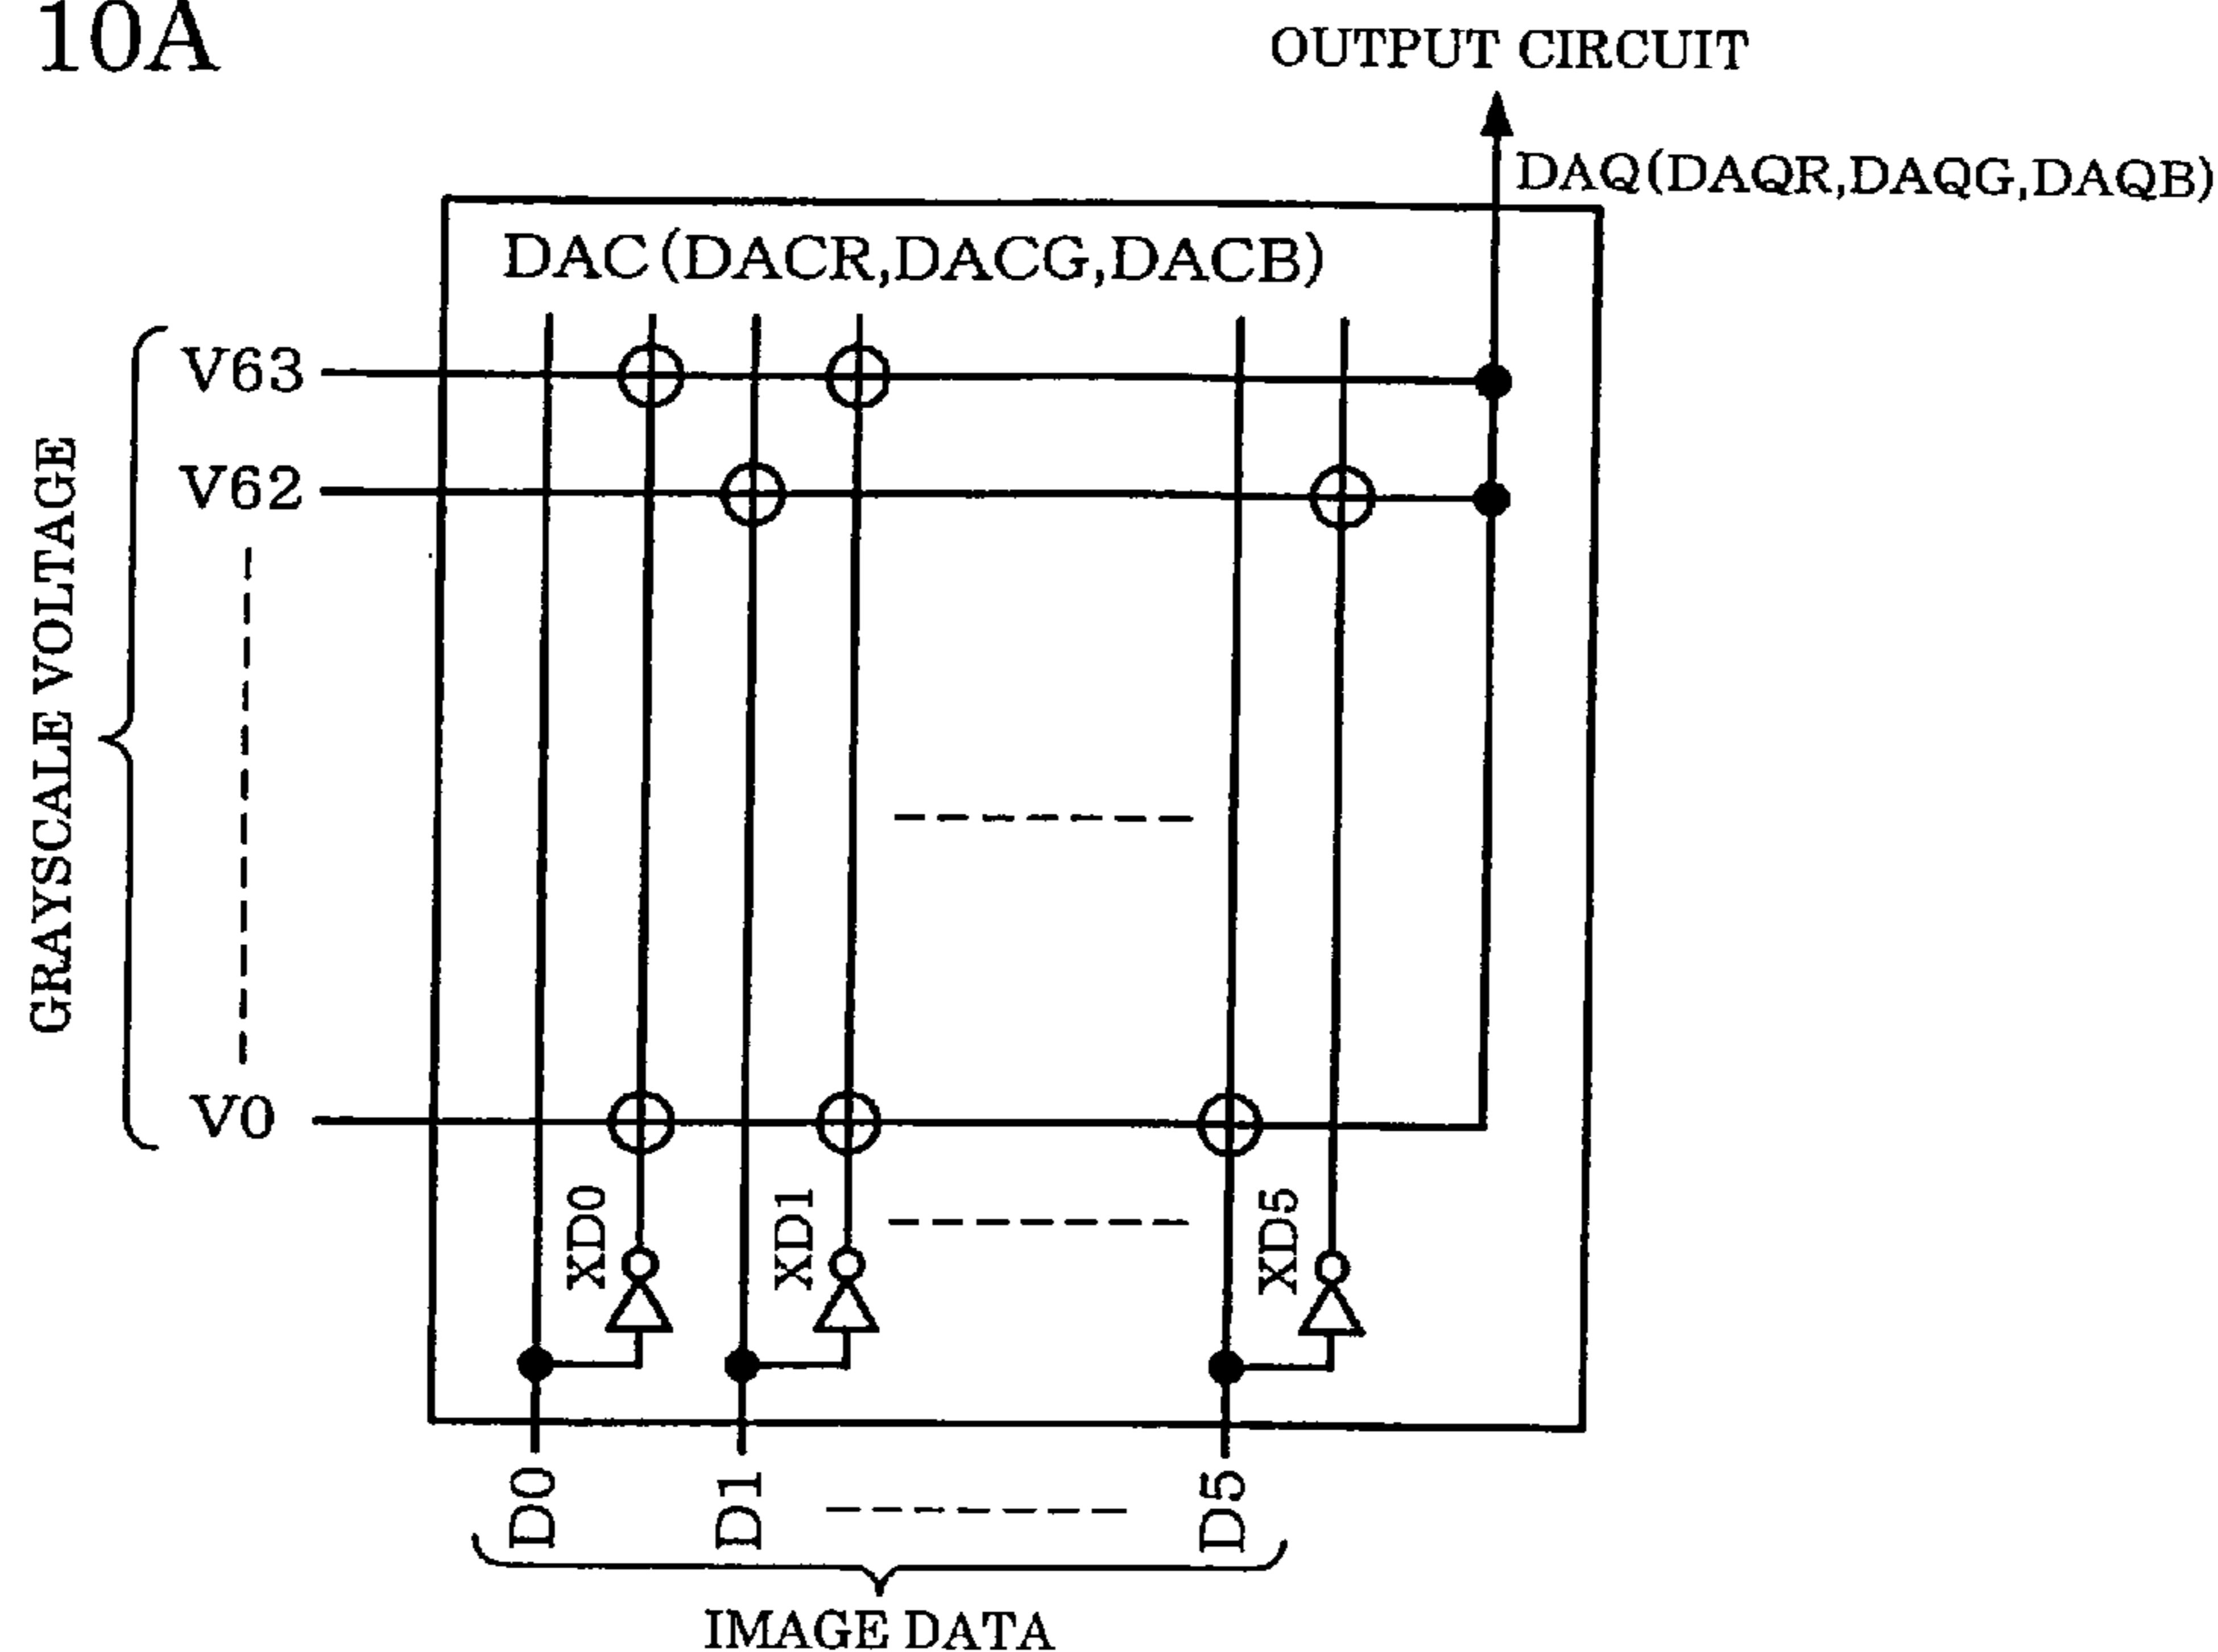 10A
OUTPUT CIRCUIT
DAQ(DAQR,DAQG,DAQB)
DAC(DACR,DACG,DACB)
V63
V62
GRAYSCALE VOLTAGE
V0
XD0
XD1
XD5
D0
D1
D5
IMAGE DATA